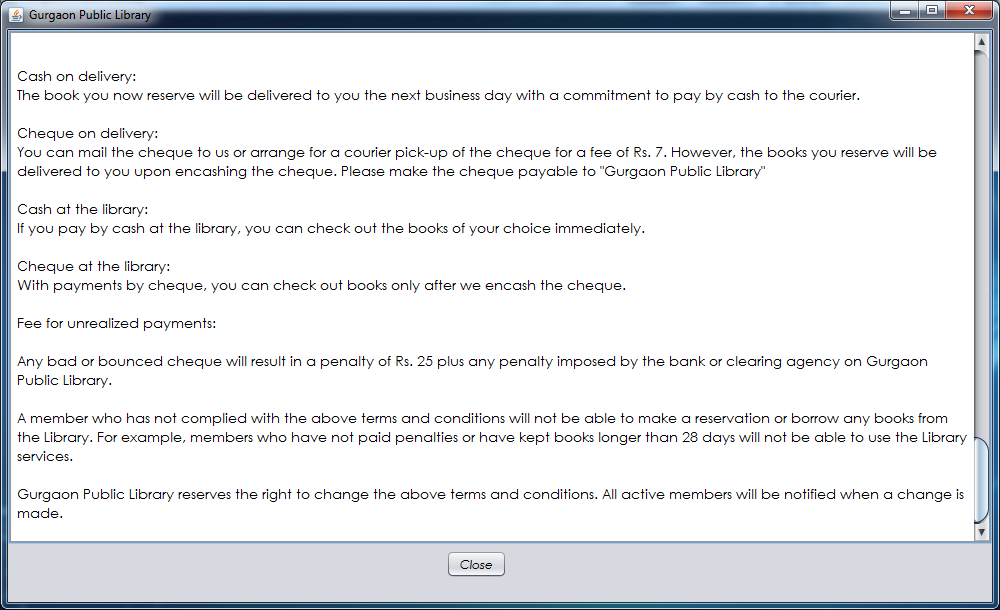 Gurgaon Public Library
Cash on delivery:
The book you now reserve will be delivered to you the next business day with a commitment to pay by cash to the courier.
Cheque on delivery:
You can mail the cheque to us or arrange for a courier pick-up of the cheque for a fee of Rs. 7. However, the books you reserve will be
delivered to you upon encashing the cheque. Please make the cheque payable to "Gurgaon Public Library"
Cash at the library:
If you pay by cash at the library, you can check out the books of your choice immediately.
Cheque at the library:
With payments by cheque, you can check out books only after we encash the cheque.
Fee for unrealized payments:
Any bad or bounced cheque will result in a penalty of Rs. 25 plus any penalty imposed by the bank or clearing agency on Gurgaon
Public Library.
A member who has not complied with the above terms and conditions will not be able to make a reservation or borrow any books from
the Library. For example, members who have not paid penalties or have kept books longer than 28 days will not be able to use the Library
services.
Gurgaon Public Library reserves the right to change the above terms and conditions. All active members will be notified when a change is
made.
Close